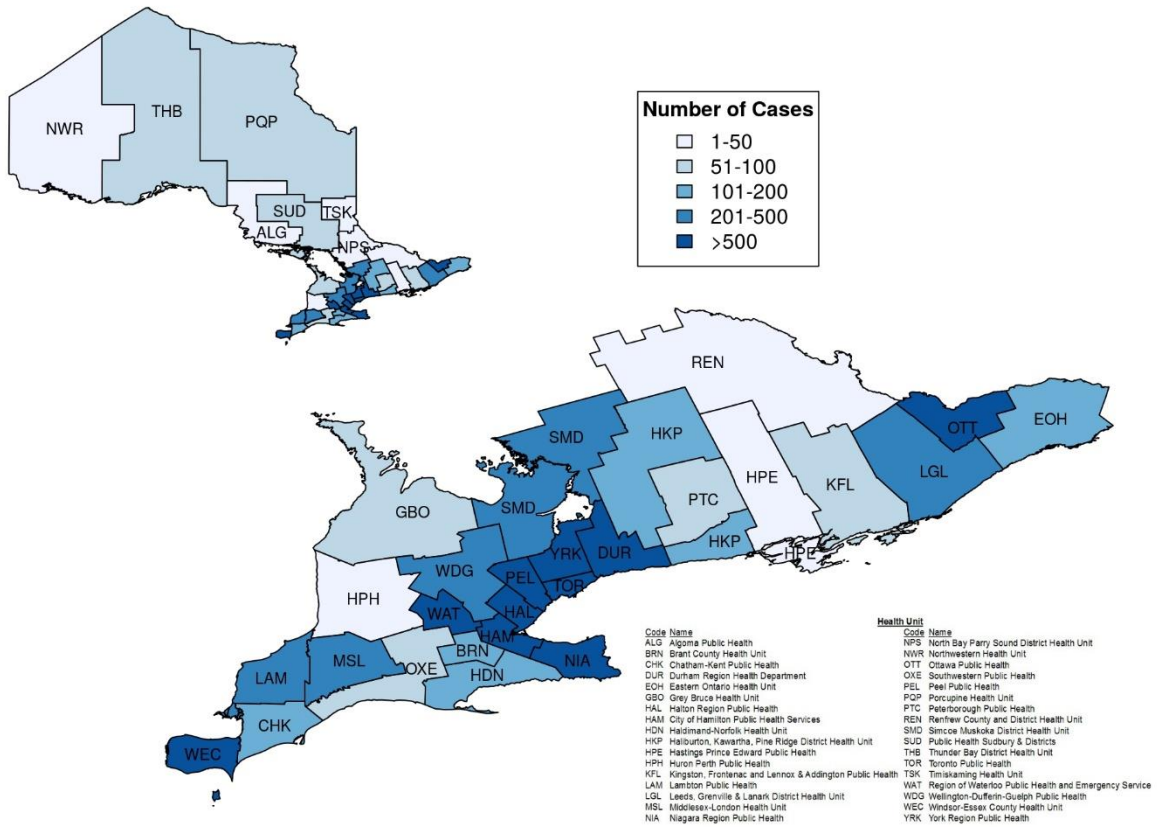 NWR
THB
PQP
SUD
TSK
ALG
NPS
Number of Cases
1-50
51-100
101-200
201-500
>500
REN
SMD
HKP
OTT
EOH
HPE
KFL
LGL
PTC
GBO
SMD
HKP
YRK
DUR
HPE
WDG
PEL
TOR
HPH
WAT
HAL
HAM
BRN
NIA
MSL
OXE
HDN
LAM
CHK
WEC
Health Unit
Code Name
ALG Algoma Public Health
BRN Brant County Health Unit
CHK Chatham-Kent Public Health
DUR Durham Region Health Department
EOH Eastern Ontario Health Unit
GBO Grey Bruce Health Unit
HAL Halton Region Public Health
HAM City of Hamilton Public Health Services
HDN Haldimand-Norfolk Health Unit
HKP Haliburton, Kawartha, Pine Ridge District Health Unit
HPE Hastings Prince Edward Public Health
HPH Huron Perth Public Health
KFL Kingston, Frontenac and Lennox & Addington Public Health
LAM Lambton Public Health
LGL Leeds, Grenville & Lanark District Health Unit
MSL Middlesex-London Health Unit
NIA Niagara Region Public Health
Code Name
NPS North Bay Parry Sound District Health Unit
NWR Northwestern Health Unit
OTT Ottawa Public Health
OXE Southwestern Public Health
PEL Peel Public Health
PQP Porcupine Health Unit
PTC Peterborough Public Health
REN Renfrew County and District Health Unit
SMD Simcoe Muskoka District Health Unit
SUD Public Health Sudbury & Districts
THB Thunder Bay District Health Unit
TOR Toronto Public Health
TSK Timiskaming Health Unit
WAT Region of Waterloo Public Health and Emergency Service
WDG Wellington-Dufferin-Guelph Public Health
WEC Windsor-Essex County Health Unit
YRK York Region Public Health